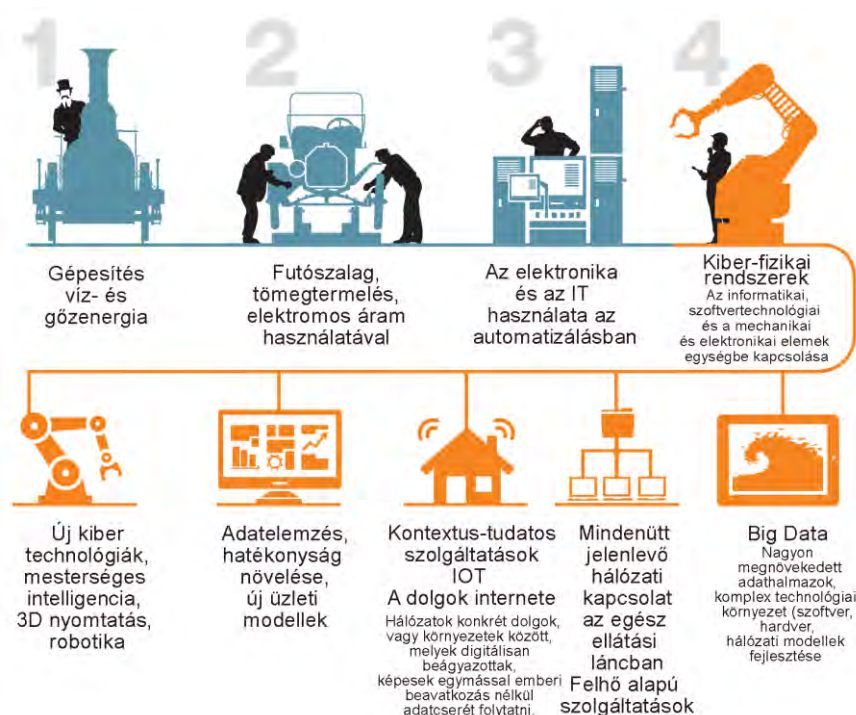 1
2
3
4
Gépesítés
víz- és
gőzenergia
Futószalag,
tömegtermelés,
elektromos áram
használatával
Az elektronika
és az IT
használata az
automatizálásban
Kiber-fizikai
rendszerek
Az informatikai,
szoftvertechnológiai
és a mechanikai
és elektronikai elemek
egységbe kapcsolása
Új kiber
technológiák,
mesterséges
intelligencia,
3D nyomtatás,
robotika
Adatelemzés,
hatékonyság
növelése,
új üzleti
modellek
Kontextus-tudatos
szolgáltatások
IOT
A dolgok internete
Hálózatok konkrét dolgok,
vagy környezetek között,
melyek digitálisan
beágyazottak,
képesek egymással emberi
beavatkozás nélkül
adatcserét folytatni.
Mindenütt
jelenlevő
hálózati
kapcsolat
az egész
ellátási
láncban
Felhő alapú
szolgáltatások
Big Data
Nagyon
megnövekedett
adathalmazok,
komplex technológiai
környezet (szoftver,
hardver,
hálózati modellek
fejlesztése